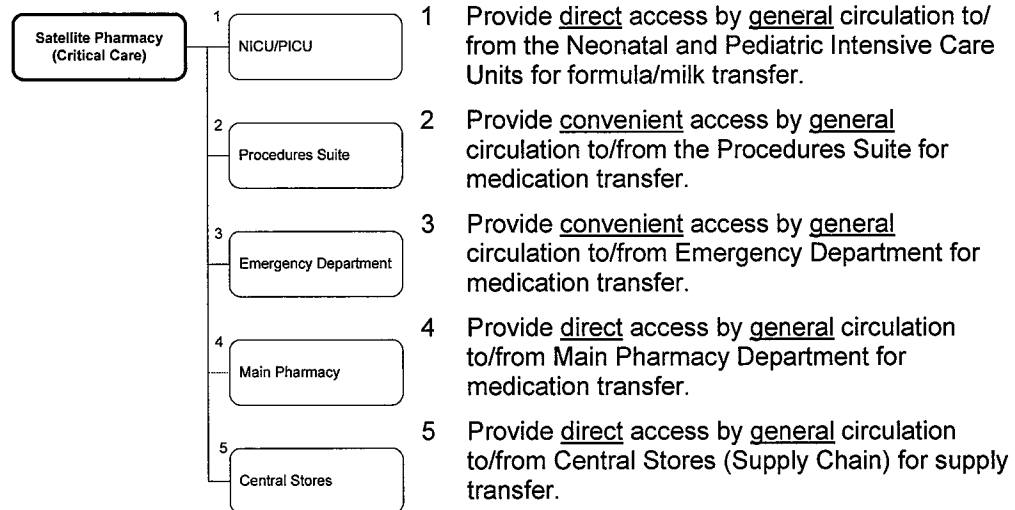 Satellite Pharmacy
(Critical Care)
1
NICU/PICU
2
Procedures Suite
3
Emergency Department
4
Main Pharmacy
5
Central Stores
1 Provide direct access by general circulation to/
from the Neonatal and Pediatric Intensive Care
Units for formula/milk transfer.
2 Provide convenient access by general
circulation to/from the Procedures Suite for
medication transfer.
3 Provide convenient access by general
circulation to/from Emergency Department for
medication transfer.
4 Provide direct access by general circulation
to/from Main Pharmacy Department for
medication transfer.
5 Provide direct access by general circulation
to/from Central Stores (Supply Chain) for supply
transfer.